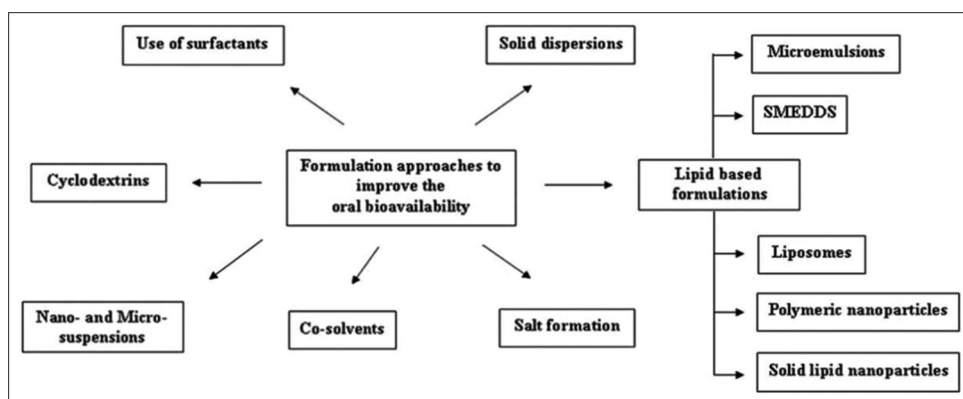 Use of surfactants
Solid dispersions
Microemulsions
SMEDDS
Cyclodextrins
Formulation approaches to
improve the
oral bioavailability
Lipid based
formulations
Liposomes
Nano- and Micro-
suspensions
Co-solvents
Salt formation
Polymeric nanoparticles
Solid lipid nanoparticles